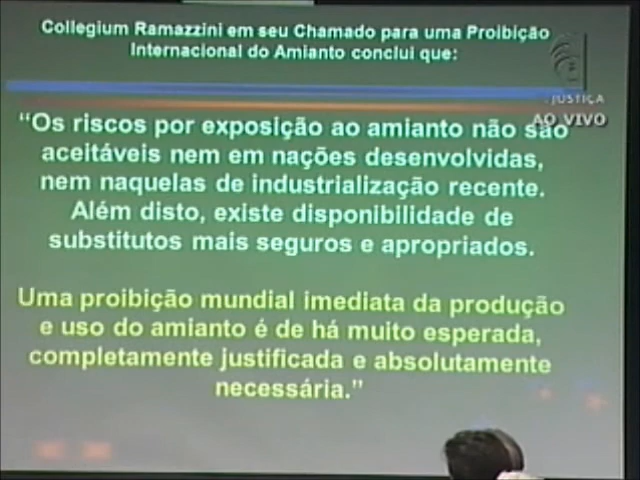 Collegium Ramazzini em seu Chamado para uma Proibição
Internacional do Amianto conclui que:
JUSTIÇA
AO VIVO
“Os riscos por exposição ao amianto não são
aceitáveis nem em nações desenvolvidas,
nem naquelas de industrialização recente.
Além disto, existe disponibilidade de
substitutos mais seguros e apropriados.
Uma proibição mundial imediata da produção
e uso do amianto é de há muito esperada,
completamente justificada e absolutamente
necessária.”